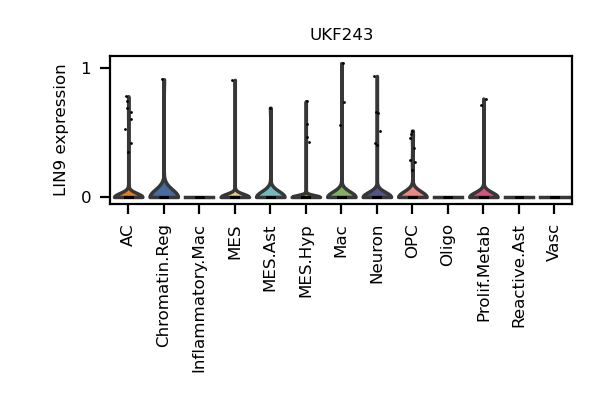 UKF243
LIN9 expression
1
0
AC
Chromatin.Reg
Inflammatory.Mac
MES
MES.Ast
MES.Hyp
Mac
Neuron
OPC
Oligo
Prolif.Metab
Reactive.Ast
Vasc